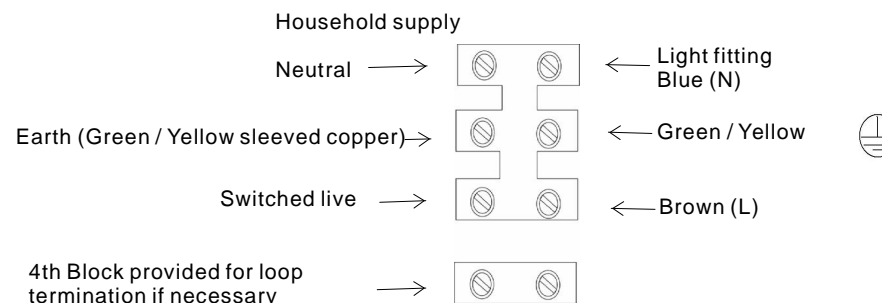 Household supply
Neutral
Light fitting
Blue (N)
Earth (Green / Yellow sleeved copper)
Green / Yellow
Switched live
Brown (L)
4th Block provided for loop
termination if necessary